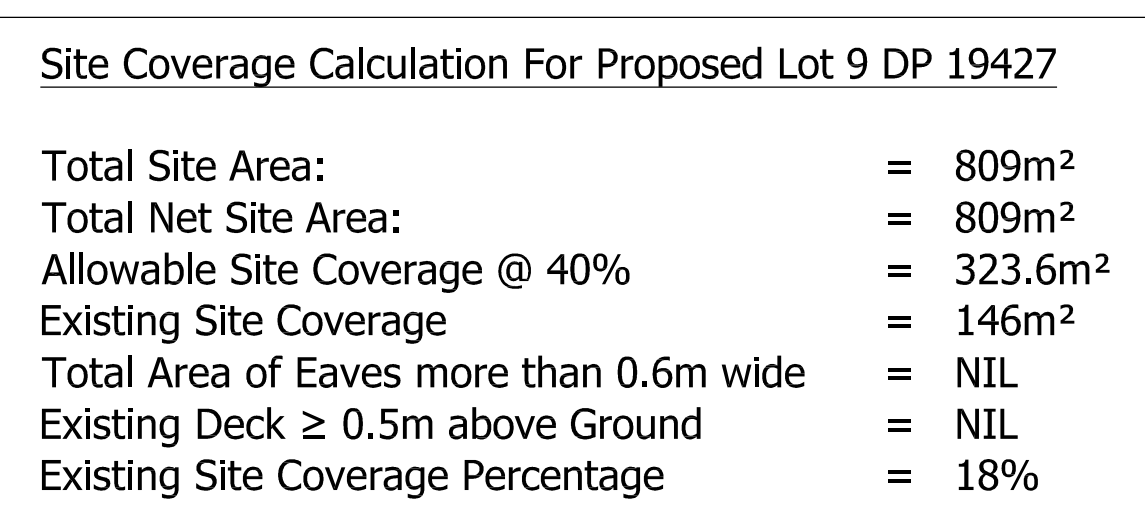 Site Coverage Calculation For Proposed Lot 9 DP 19427
Total Site Area: = 809m²
Total Net Site Area: = 809m²
Allowable Site Coverage @ 40% = 323.6m²
Existing Site Coverage = 146m²
Total Area of Eaves more than 0.6m wide = NIL
Existing Deck ≥ 0.5m above Ground = NIL
Existing Site Coverage Percentage = 18%